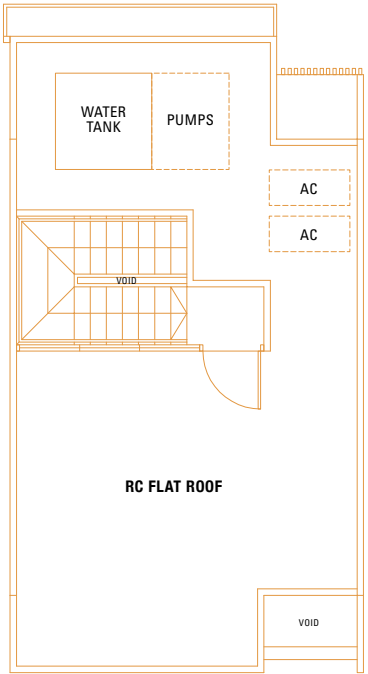 WATER
TANK
PUMPS
AC
AC
VOID
RC FLAT ROOF
VOID